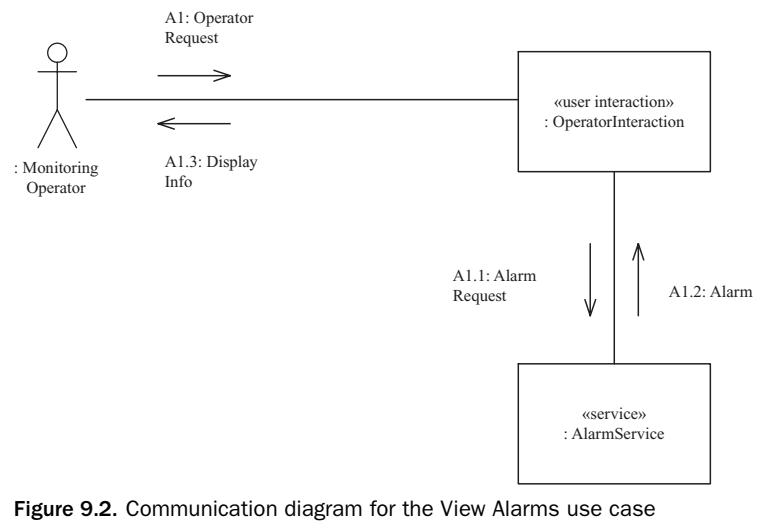 A1: Operator
Request
«user interaction»
: OperatorInteraction
: Monitoring
Operator
A1.3: Display
Info
A1.1: Alarm
Request
A1.2: Alarm
«service»
: AlarmService
Figure 9.2. Communication diagram for the View Alarms use case